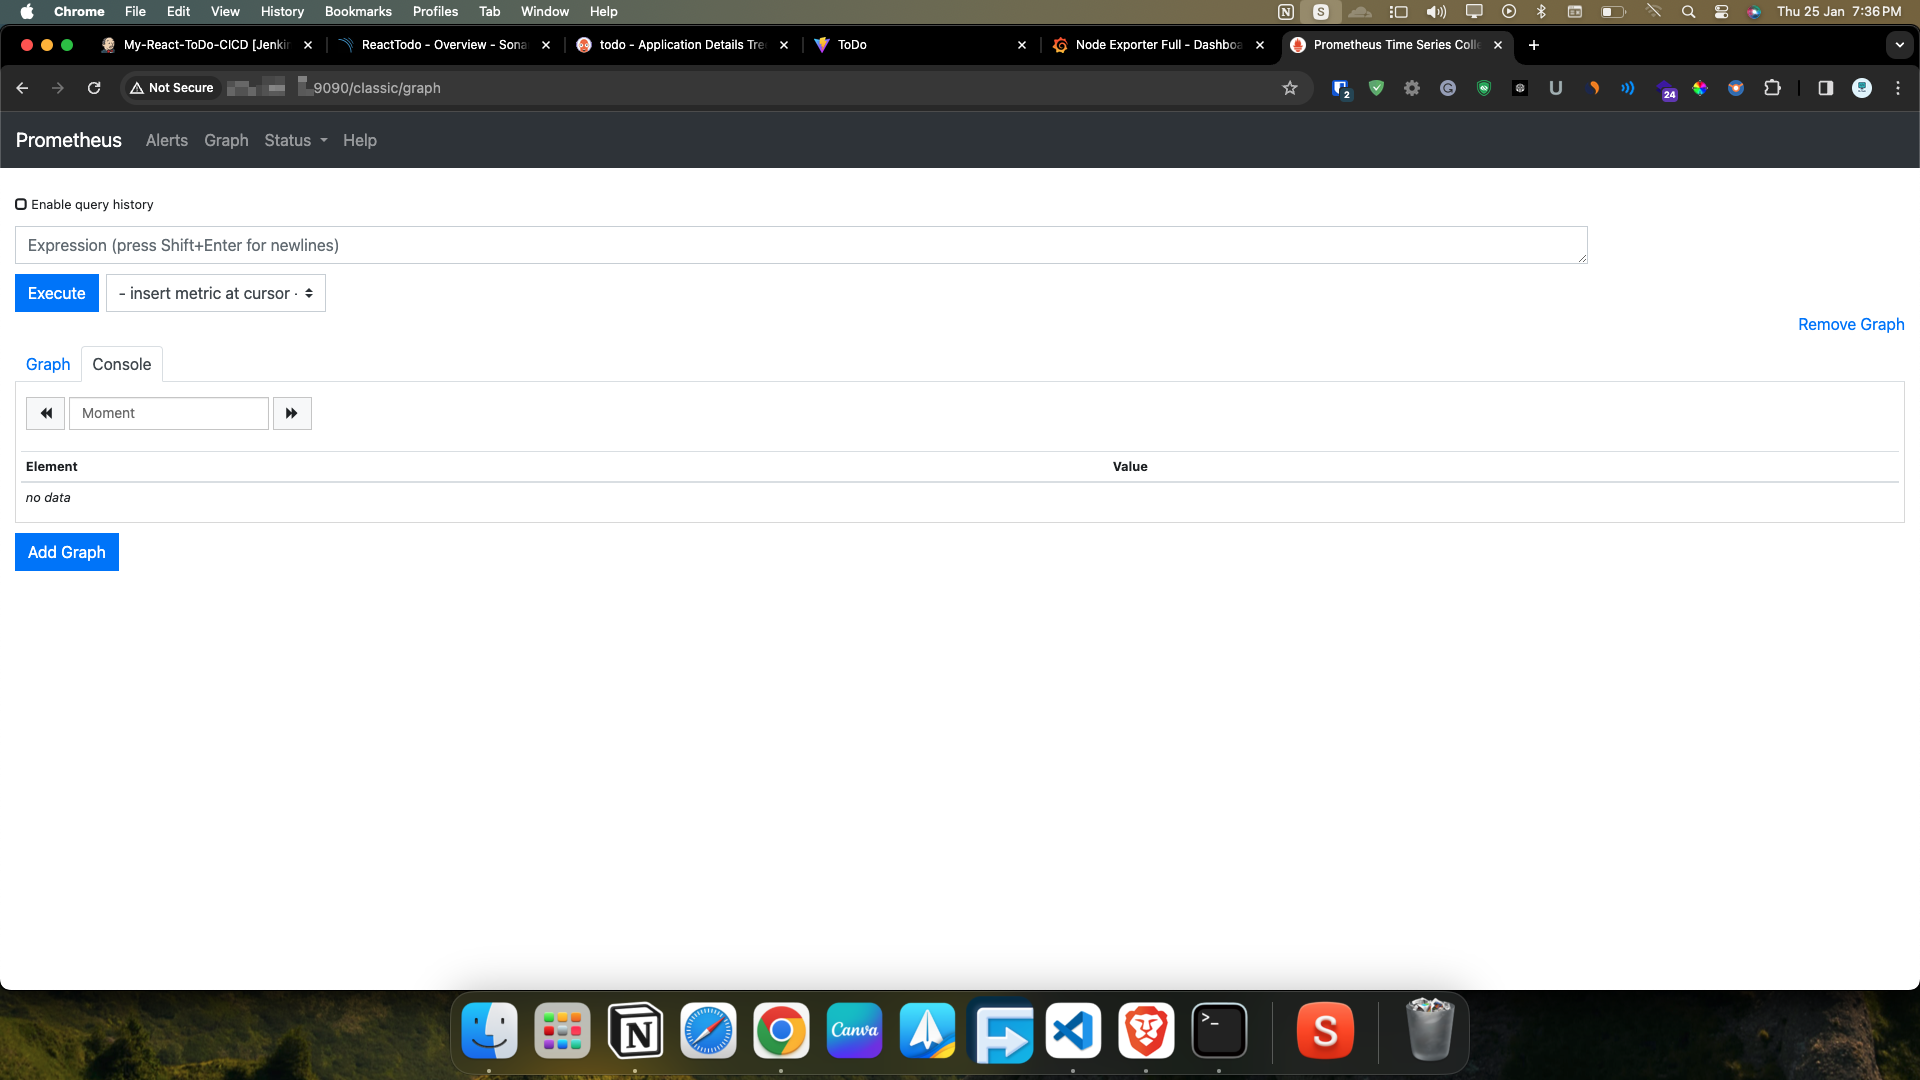 Chrome File Edit View History Bookmarks Profiles Tab Window Help Thu 25 Jan 7:36 PM
My-React-ToDo-CICD [Jenki
ReactTodo - Overview - Sona
todo - Application Details Tre
ToDo
Node Exporter Full - Dashboa
Prometheus Time Series Colle
Not Secure 9090/classic/graph
2
24
Prometheus Alerts Graph Status Help
Enable query history
Expression (press Shift+Enter for newlines)
Execute - insert metric at cursor -
Remove Graph
Graph Console
Moment
Element Value
no data
Add Graph
Canva